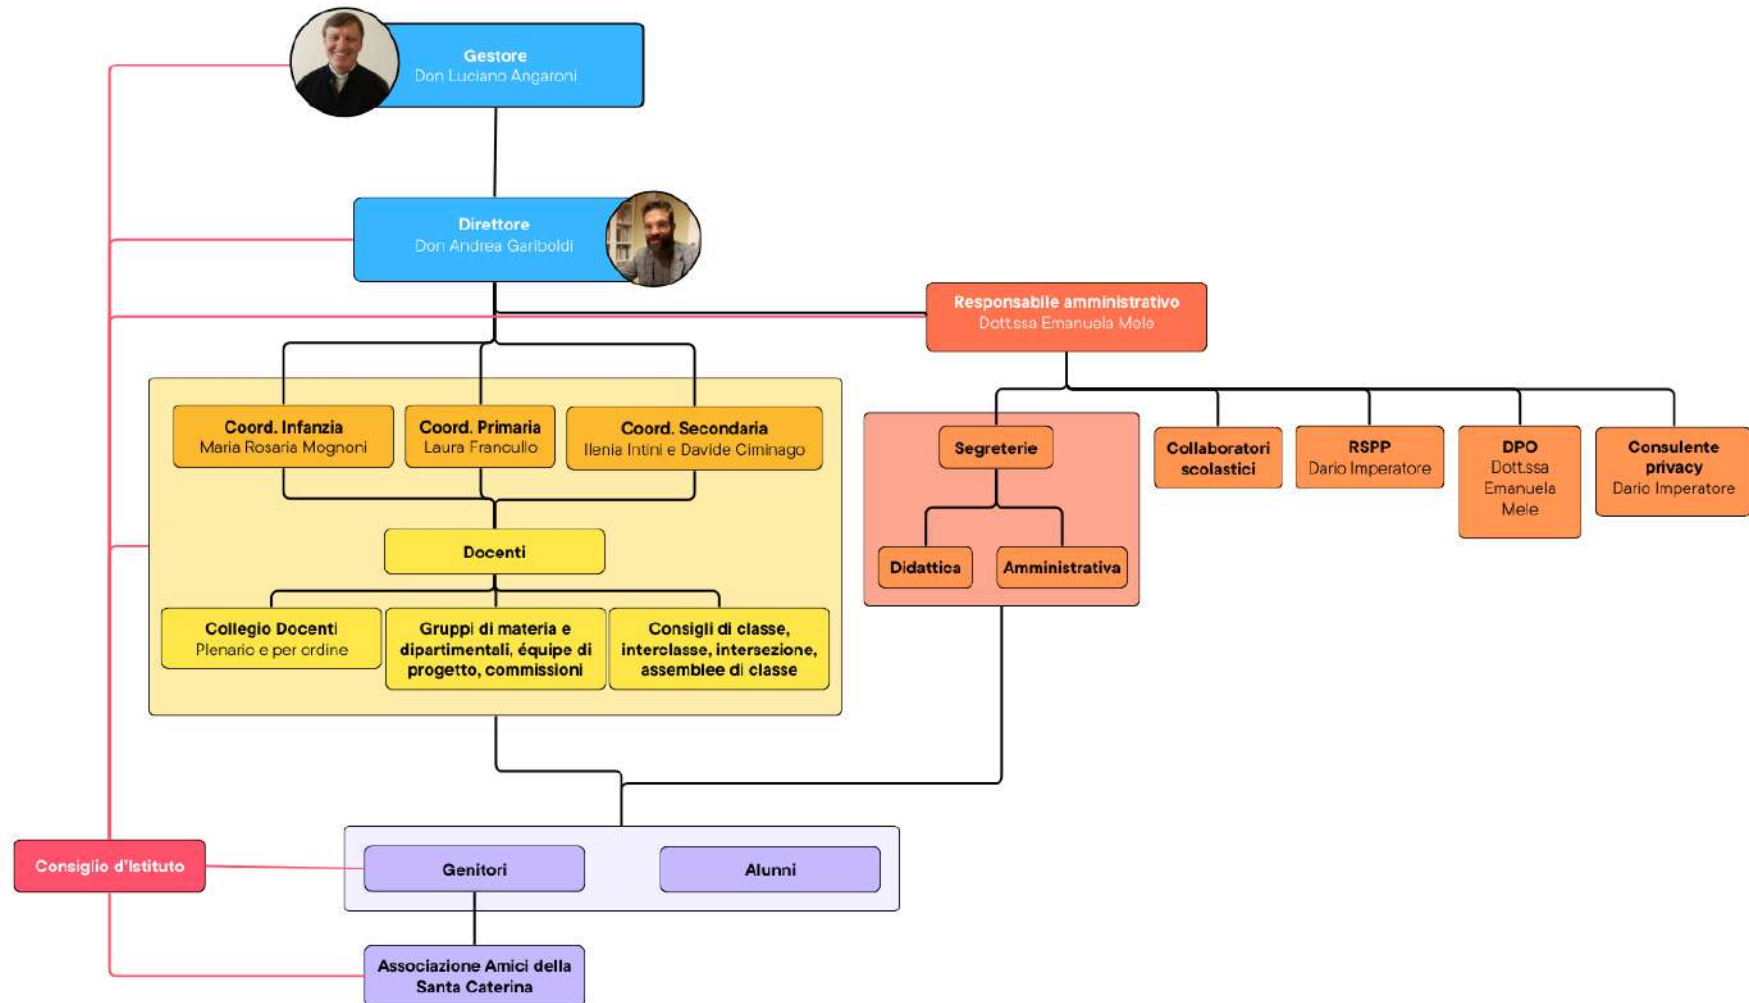 Gestore
Don Luciano Angaroni
Direttore
Don Andrea Gariboldi
Responsabile amministrativo
Dott.ssa Emanuela Mele
Coord. Infanzia
Maria Rosaria Mognoni
Coord. Primaria
Laura Francullo
Coord. Secondaria
Ilenia Intini e Davide Ciminago
Segreterie
Collaboratori
scolastici
RSPP
Dario Imperatore
DPO
Dott.ssa
Emanuela
Mele
Consulente
privacy
Dario Imperatore
Docenti
Didattica
Amministrativa
Collegio Docenti
Plenario e per ordine
Gruppi di materia e
dipartimentali, équipe di
progetto, commissioni
Consigli di classe,
interclasse, intersezione,
assemblee di classe
Consiglio d'Istituto
Genitori
Alunni
Associazione Amici della
Santa Caterina